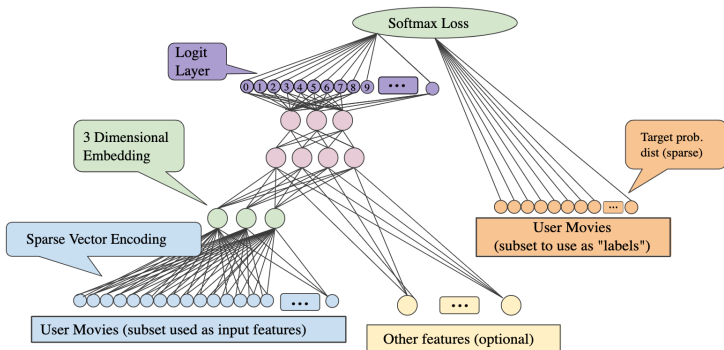 Softmax Loss
Logit
Layer
0 1 2 3 4 5 6 7 8 9 •••
3 Dimensional
Embedding
Target prob.
dist (sparse)
•••
User Movies
(subset to use as "labels")
Sparse Vector Encoding
•••
•••
User Movies (subset used as input features)
Other features (optional)